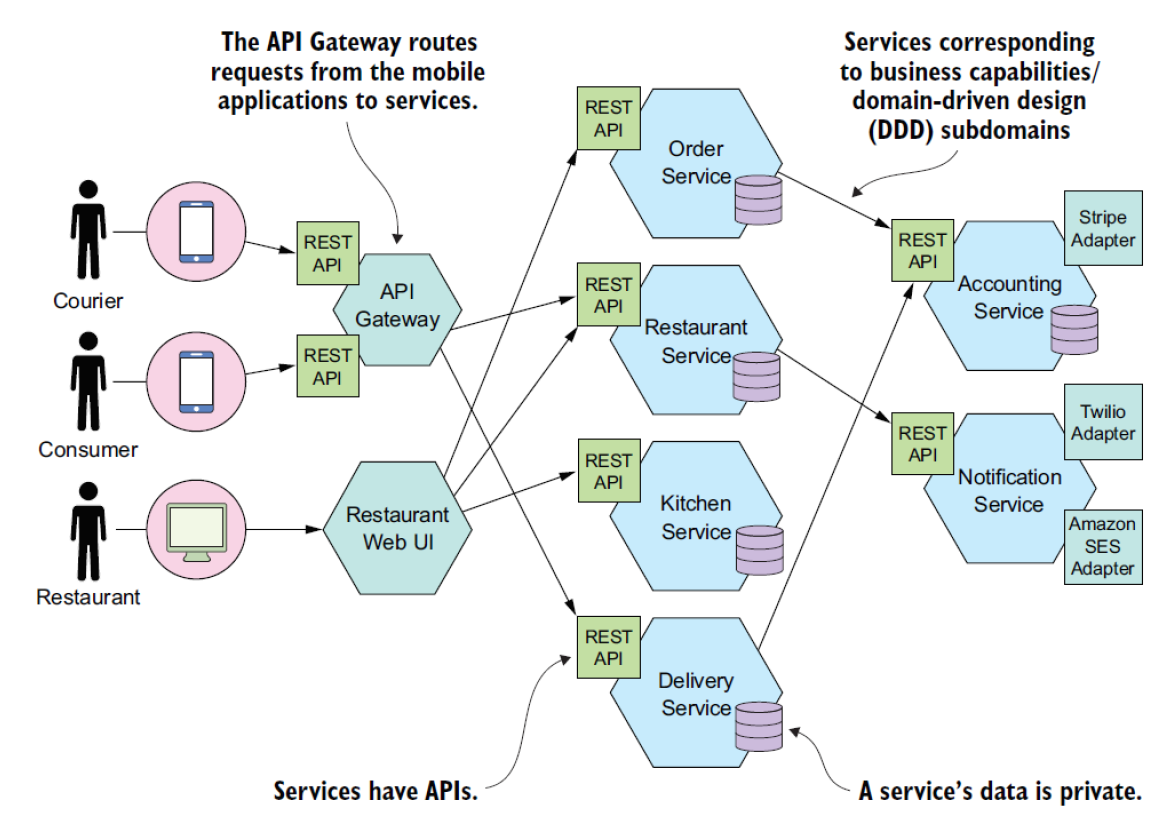 The API Gateway routes
requests from the mobile
applications to services.
Services corresponding
to business capabilities/
domain-driven design
(DDD) subdomains
REST
API
Order
Service
Courier
REST
API
API
Gateway
REST
API
Consumer
REST
API
Restaurant
Service
REST
API
Accounting
Service
Stripe
Adapter
Restaurant
Restaurant
Web UI
REST
API
Kitchen
Service
REST
API
Notification
Service
Twilio
Adapter
Amazon
SES
Adapter
REST
API
Delivery
Service
Services have APIs.
A service’s data is private.